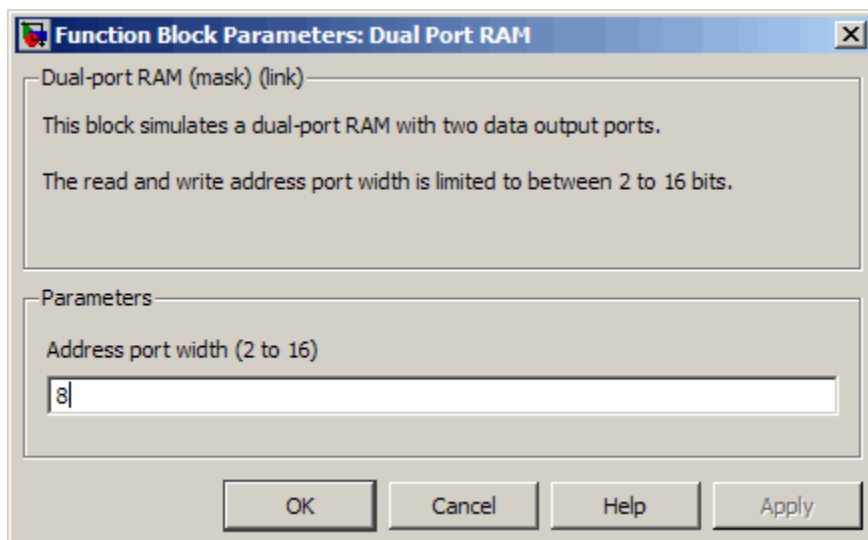 Function Block Parameters: Dual Port RAM
Dual-port RAM (mask) (link)
This block simulates a dual-port RAM with two data output ports.
The read and write address port width is limited to between 2 to 16 bits.
Parameters
Address port width (2 to 16)
8
OK Cancel Help Apply